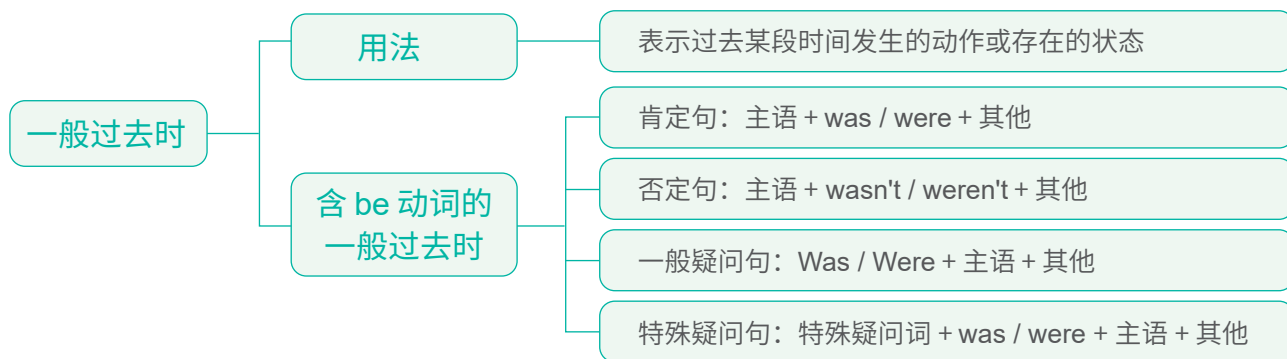 一般过去时
用法
表示过去某段时间发生的动作或存在的状态
含 be 动词的
一般过去时
肯定句：主语 + was / were + 其他
否定句：主语 + wasn't / weren't + 其他
一般疑问句：Was / Were + 主语 + 其他
特殊疑问句：特殊疑问词 + was / were + 主语 + 其他